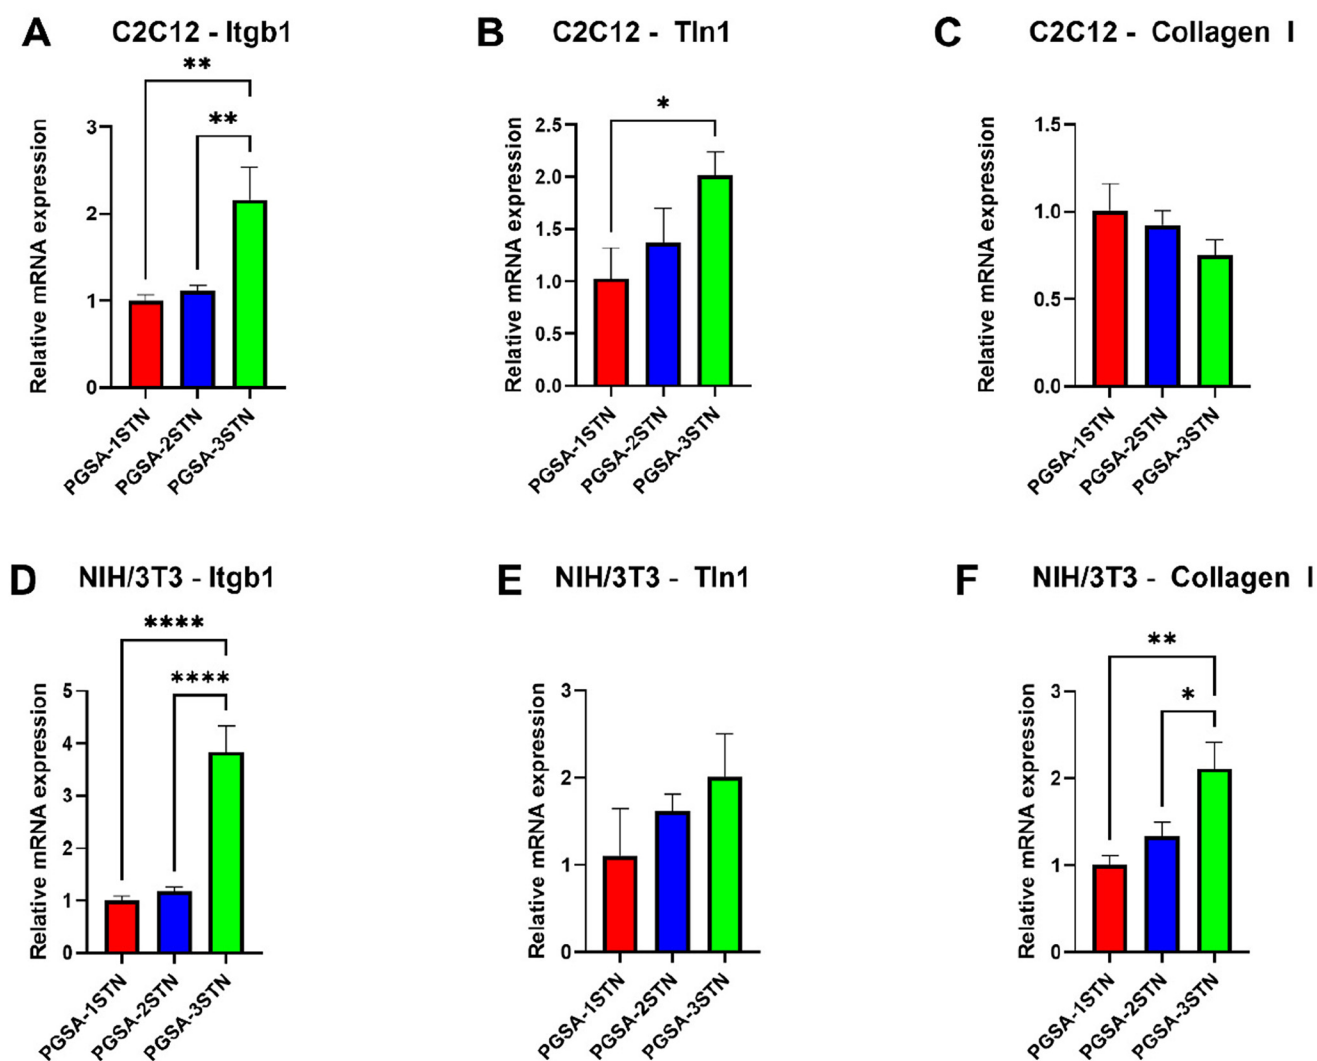 A C2C12 - Itgb1
**
**
Relative mRNA expression
3
2
1
0
PGSA-1STN
PGSA-2STN
PGSA-3STN
B C2C12 - Tln1
*
Relative mRNA expression
2.5
2.0
1.5
1.0
0.5
0.0
PGSA-1STN
PGSA-2STN
PGSA-3STN
C C2C12 - Collagen I
Relative mRNA expression
1.5
1.0
0.5
0.0
PGSA-1STN
PGSA-2STN
PGSA-3STN
D NIH/3T3 - Itgb1
****
****
Relative mRNA expression
5
4
3
2
1
0
PGSA-1STN
PGSA-2STN
PGSA-3STN
E NIH/3T3 - Tln1
Relative mRNA expression
3
2
1
0
PGSA-1STN
PGSA-2STN
PGSA-3STN
F NIH/3T3 - Collagen I
**
*
Relative mRNA expression
3
2
1
0
PGSA-1STN
PGSA-2STN
PGSA-3STN